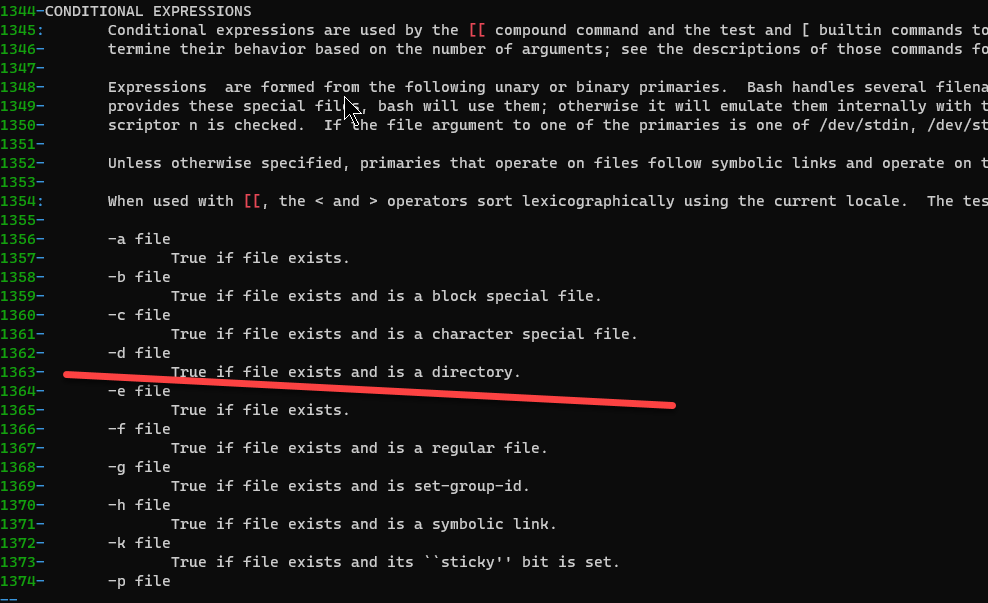 1344-CONDITIONAL EXPRESSIONS
1345:       Conditional expressions are used by the [[ compound command and the test and [ builtin commands to
1346-       termine their behavior based on the number of arguments; see the descriptions of those commands fo
1347-
1348-       Expressions  are formed from the following unary or binary primaries.  Bash handles several filena
1349-       provides these special files, bash will use them; otherwise it will emulate them internally with t
1350-       scriptor n is checked.  If the file argument to one of the primaries is one of /dev/stdin, /dev/st
1351-
1352-       Unless otherwise specified, primaries that operate on files follow symbolic links and operate on t
1353-
1354:       When used with [[, the < and > operators sort lexicographically using the current locale.  The tes
1355-
1356-       -a file
1357-              True if file exists.
1358-       -b file
1359-              True if file exists and is a block special file.
1360-       -c file
1361-              True if file exists and is a character special file.
1362-       -d file
1363-              True if file exists and is a directory.
1364-       -e file
1365-              True if file exists.
1366-       -f file
1367-              True if file exists and is a regular file.
1368-       -g file
1369-              True if file exists and is set-group-id.
1370-       -h file
1371-              True if file exists and is a symbolic link.
1372-       -k file
1373-              True if file exists and its ``sticky'' bit is set.
1374-       -p file
--